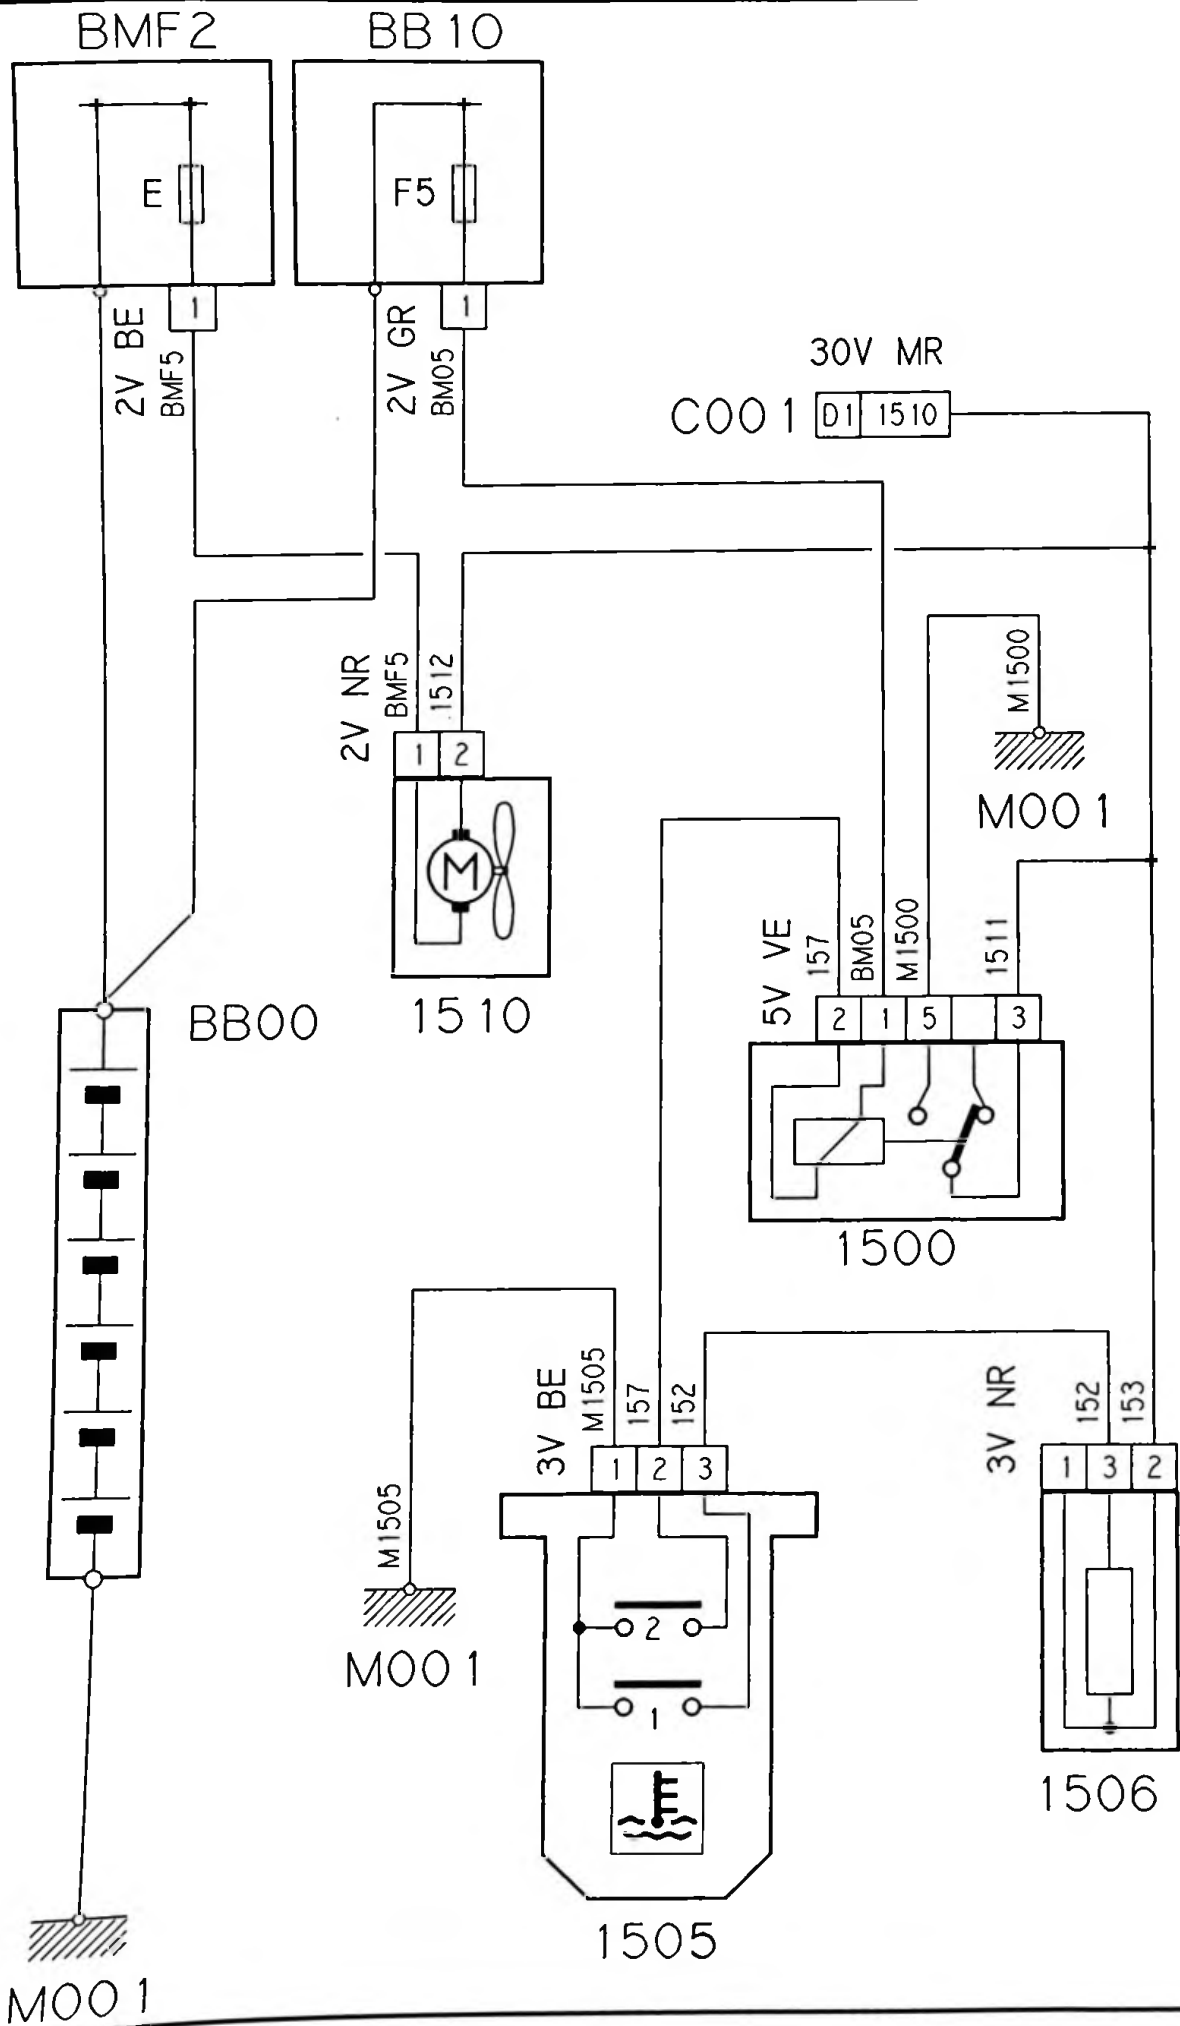 BMF2 BB10
E F5
1 1
2V BE BMF5 2V GR BM05
30V MR
C001 D1 1510
2V NR BMF5 1512
M1500
1 2
M001
M
5V VE 157 BM05 M1500 1511
BB00 1510
2 1 5 3
1500
3V BE M1505 157 152
3V NR 152 153
1 2 3
1 3 2
M1505
2
M001
1
1506
1505
M001